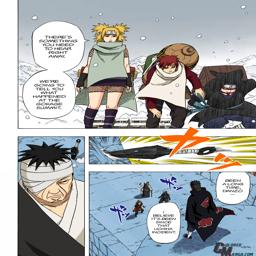 THERE'S
SOMETHING
YOU NEED
TO HEAR
RIGHT
AWAY.
WE'RE
GOING TO
TELL YOU
WHAT
HAPPENED
AT THE
GOKAGE
SUMMIT.
BEEN
A LONG
TIME,
DANZO...
BELIEVE
IT'S BEEN
SINCE
THAT
UCHIHA
INCIDENT.